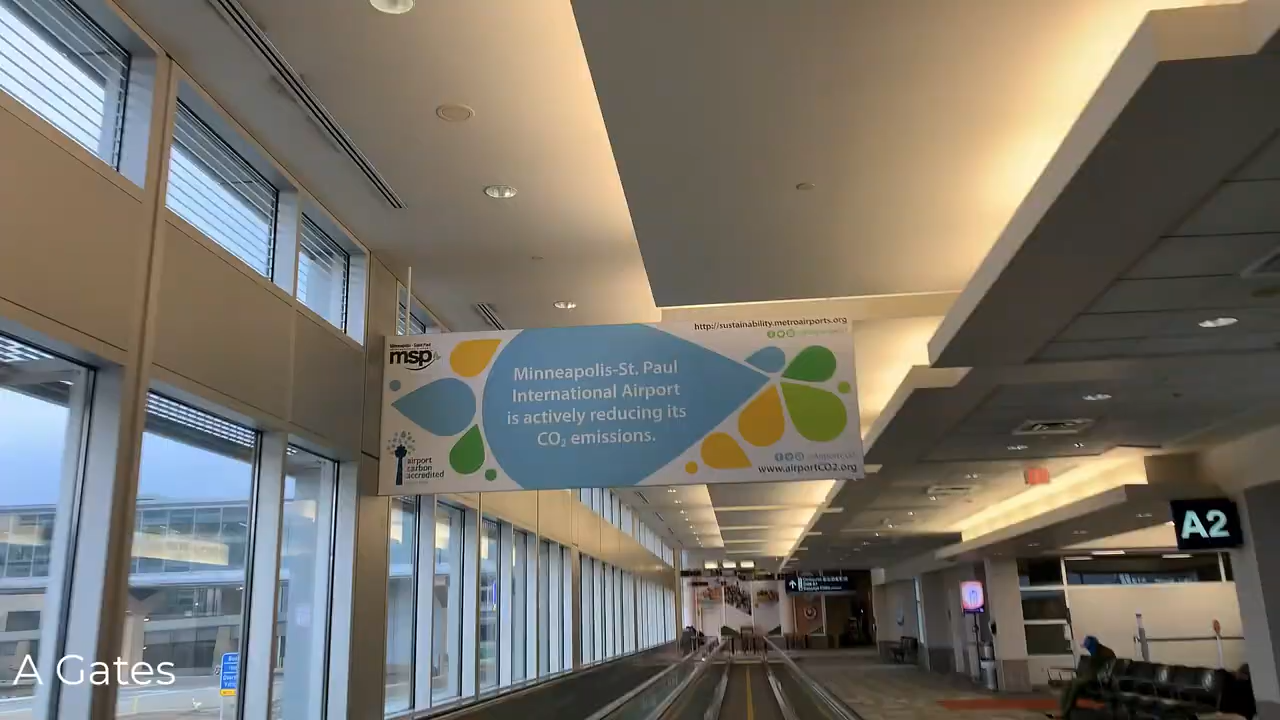 http://sustainability.metroairports.org
msp
Minneapolis-St. Paul
International Airport
is actively reducing its
CO₂ emissions.
airport
carbon
accredited
www.airportCO2.org
A2
A Gates